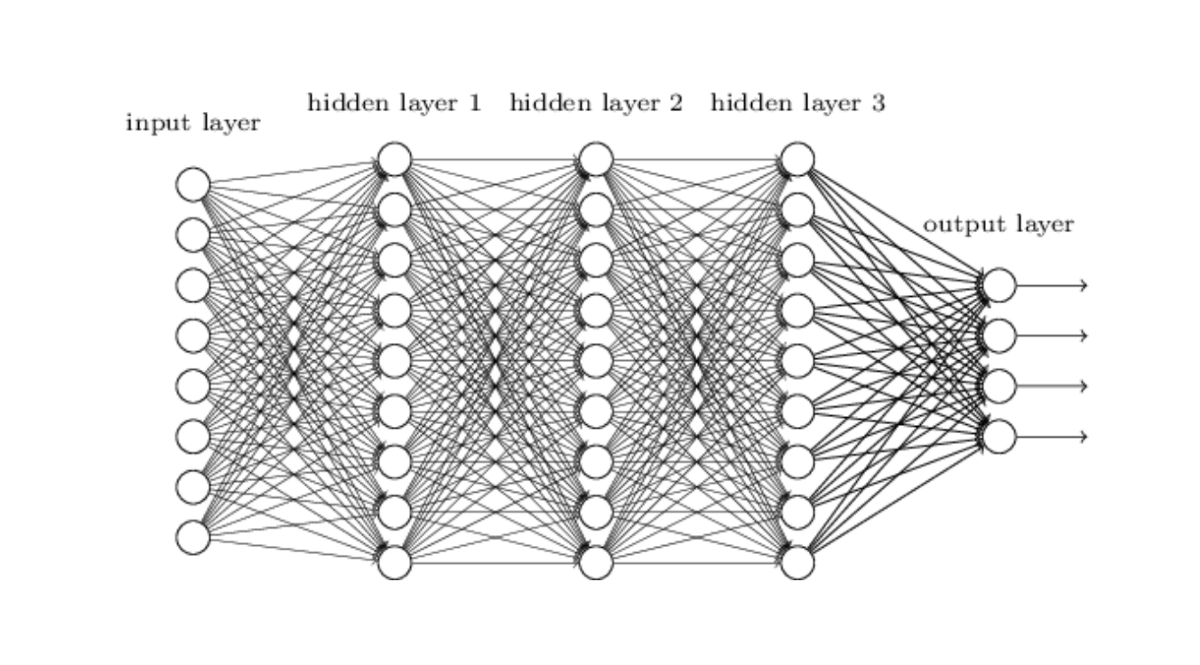 input layer
hidden layer 1
hidden layer 2
hidden layer 3
output layer